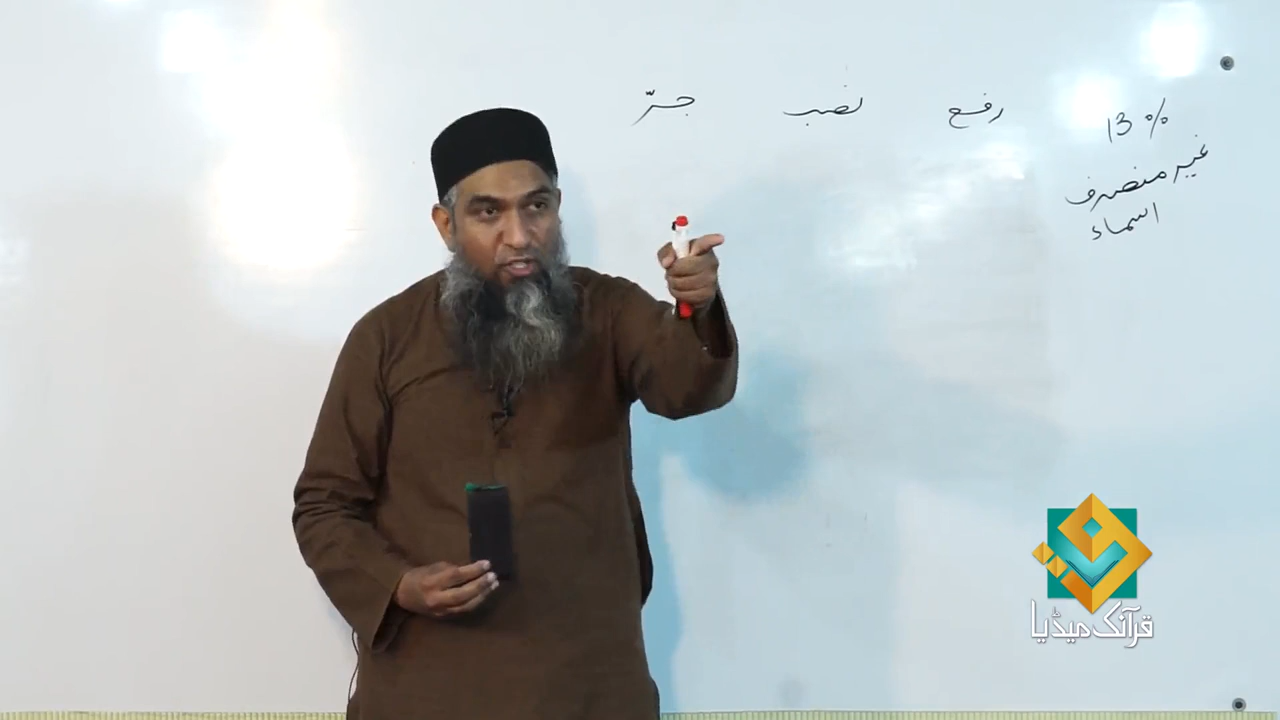 رفع نصب جرّ
13%
غیر منصرف
اسماء
قرآنک میڈیا